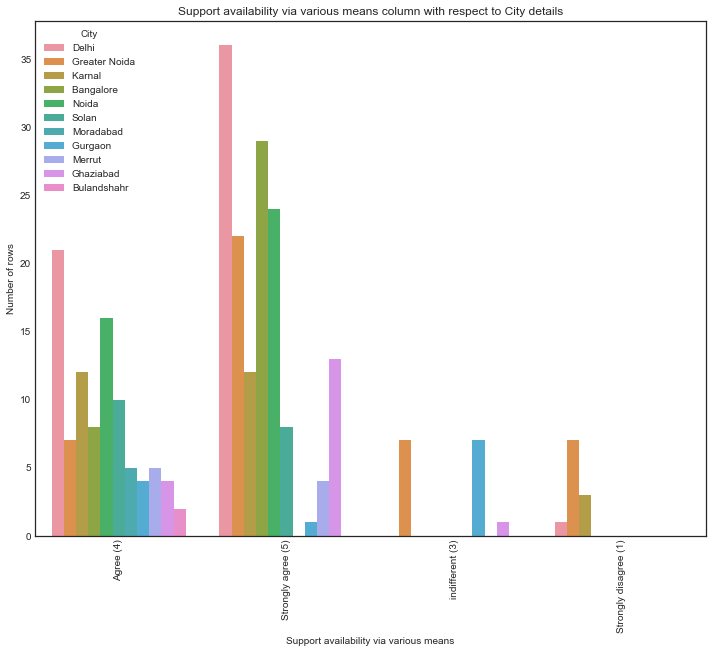 Support availability via various means column with respect to City details
City
Delhi
Greater Noida
Karnal
Bangalore
Noida
Solan
Moradabad
Gurgaon
Merrut
Ghaziabad
Bulandshahr
Number of rows
35
30
25
20
15
10
5
0
Agree (4)
Strongly agree (5)
indifferent (3)
Strongly disagree (1)
Support availability via various means